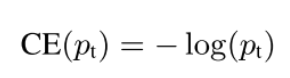 CE(pₜ) = − log(pₜ)